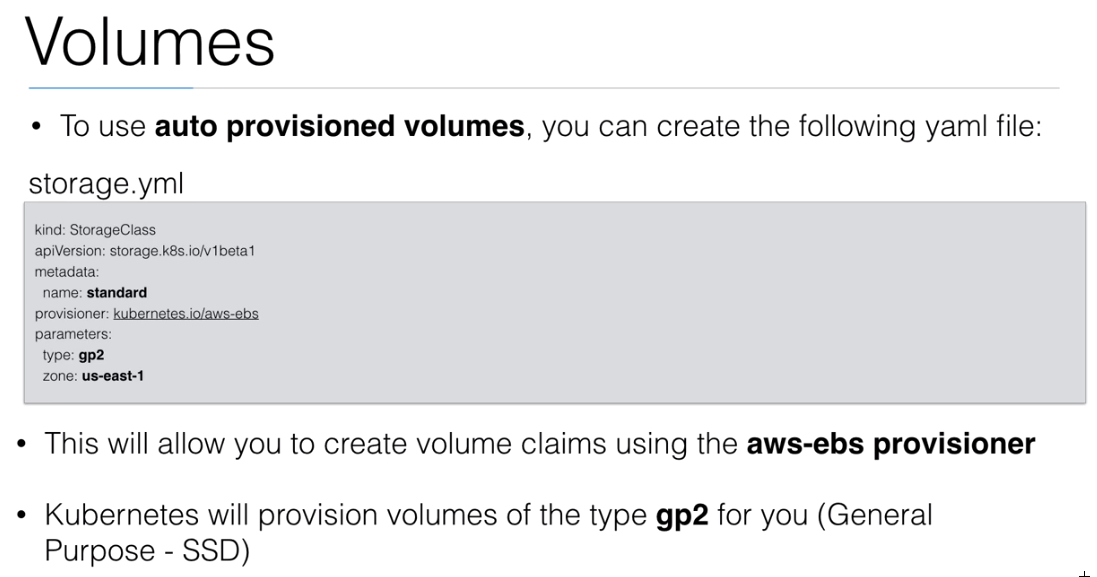 Volumes
• To use auto provisioned volumes, you can create the following yaml file:
storage.yml
kind: StorageClass
apiVersion: storage.k8s.io/v1beta1
metadata:
  name: standard
provisioner: kubernetes.io/aws-ebs
parameters:
  type: gp2
  zone: us-east-1
• This will allow you to create volume claims using the aws-ebs provisioner
• Kubernetes will provision volumes of the type gp2 for you (General
Purpose - SSD)